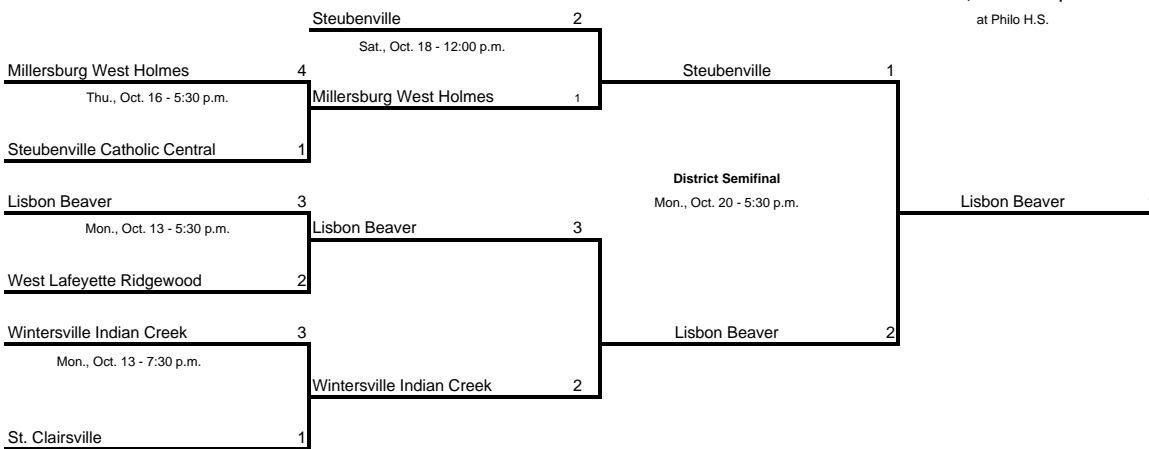 Steubenville 2
at Philo H.S.
Sat., Oct. 18 - 12:00 p.m.
Millersburg West Holmes 4
Steubenville 1
Thu., Oct. 16 - 5:30 p.m.
Millersburg West Holmes 1
Steubenville Catholic Central 1
District Semifinal
Lisbon Beaver 3
Mon., Oct. 20 - 5:30 p.m.
Lisbon Beaver
Mon., Oct. 13 - 5:30 p.m.
Lisbon Beaver 3
West Lafeyette Ridgewood 2
Wintersville Indian Creek 3
Lisbon Beaver 2
Mon., Oct. 13 - 7:30 p.m.
Wintersville Indian Creek 2
St. Clairsville 1